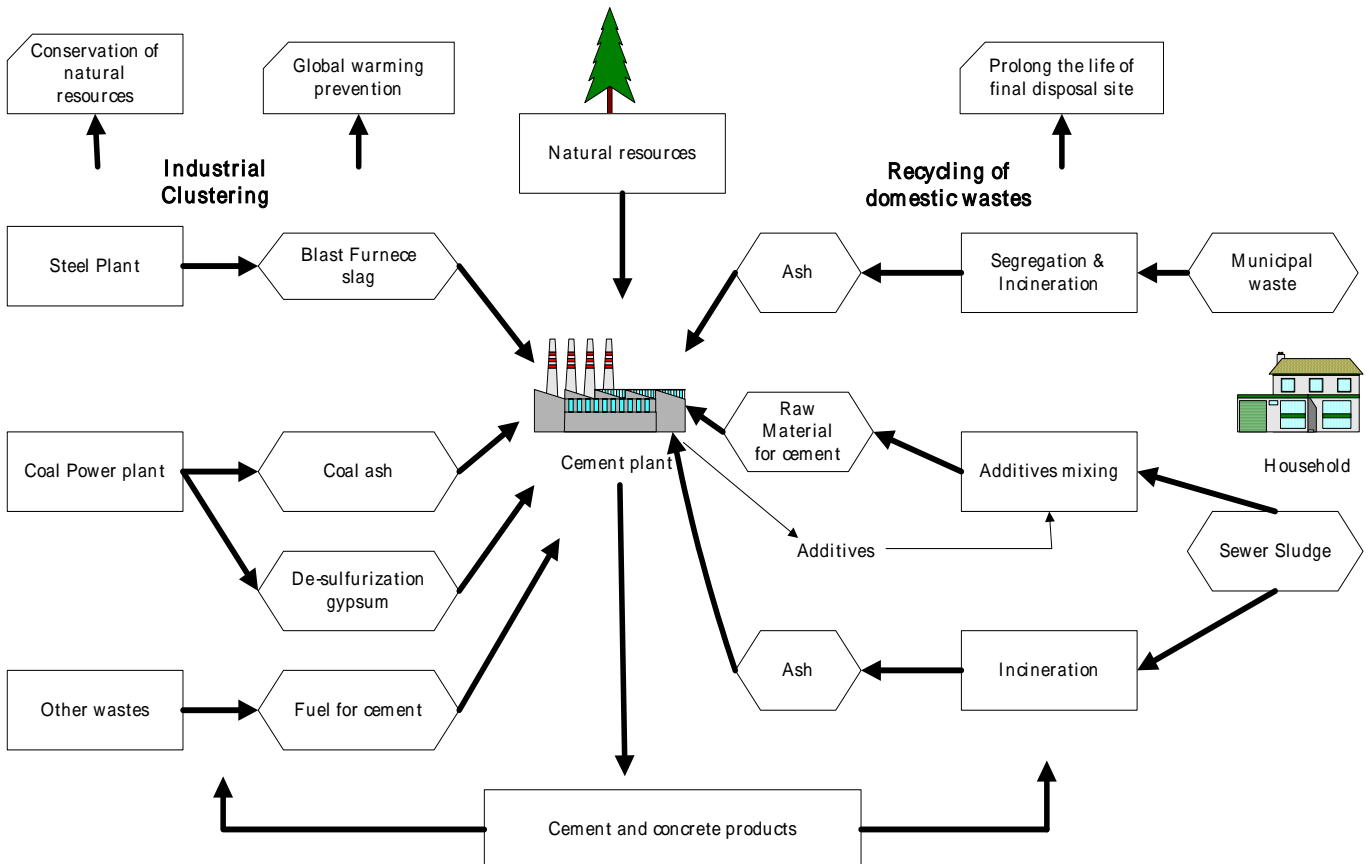 Conservation of
natural
resources
Global warming
prevention
Prolong the life of
final disposal site
Natural resources
Industrial
Clustering
Recycling of
domestic wastes
Steel Plant
Blast Furnece
slag
Ash
Segregation &
Incineration
Municipal
waste
Raw
Material
for cement
Coal Power plant
Coal ash
Cement plant
Additives mixing
Household
Additives
Sewer Sludge
De-sulfurization
gypsum
Ash
Incineration
Other wastes
Fuel for cement
Cement and concrete products